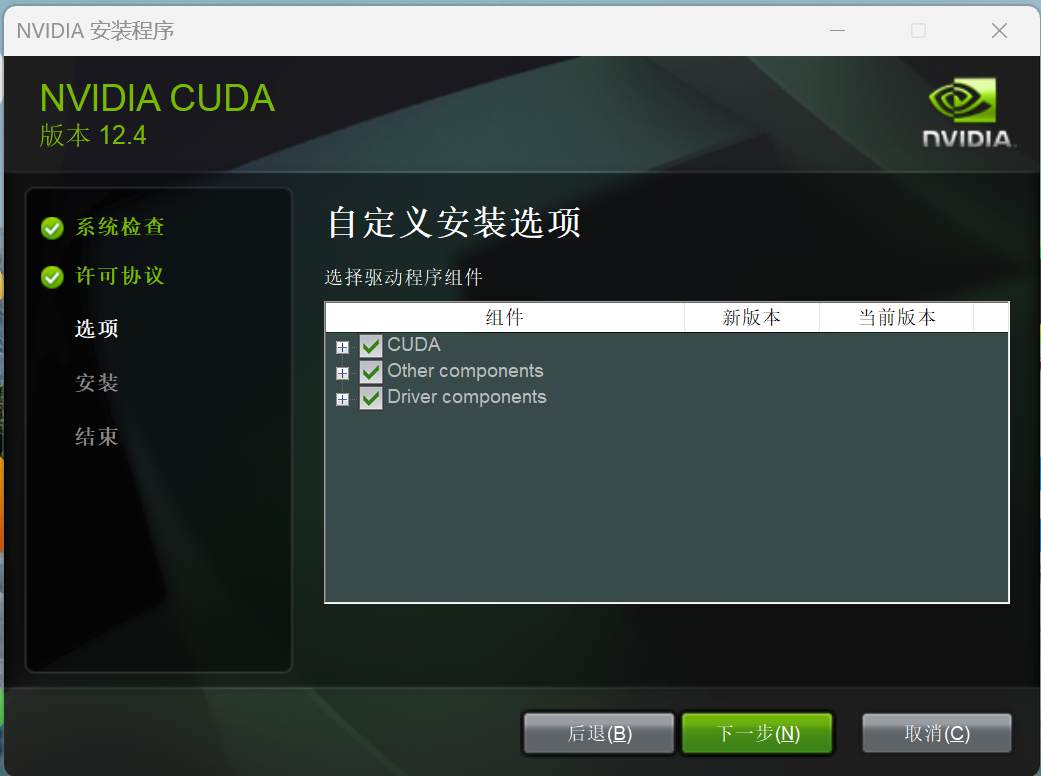 NVIDIA 安装程序
NVIDIA CUDA
版本 12.4
NVIDIA.
系统检查
许可协议
选项
安装
结束
自定义安装选项
选择驱动程序组件
组件 新版本 当前版本
CUDA
Other components
Driver components
后退(B) 下一步(N) 取消(C)